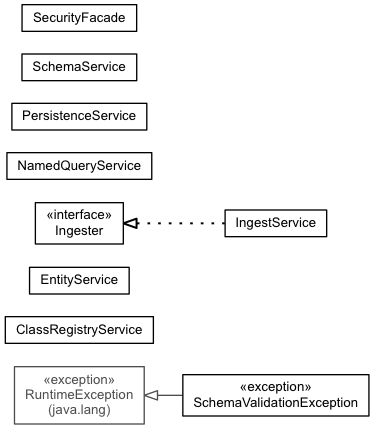 SecurityFacade
SchemaService
PersistenceService
NamedQueryService
«interface»
Ingester
IngestService
EntityService
ClassRegistryService
«exception»
RuntimeException
(java.lang)
«exception»
SchemaValidationException